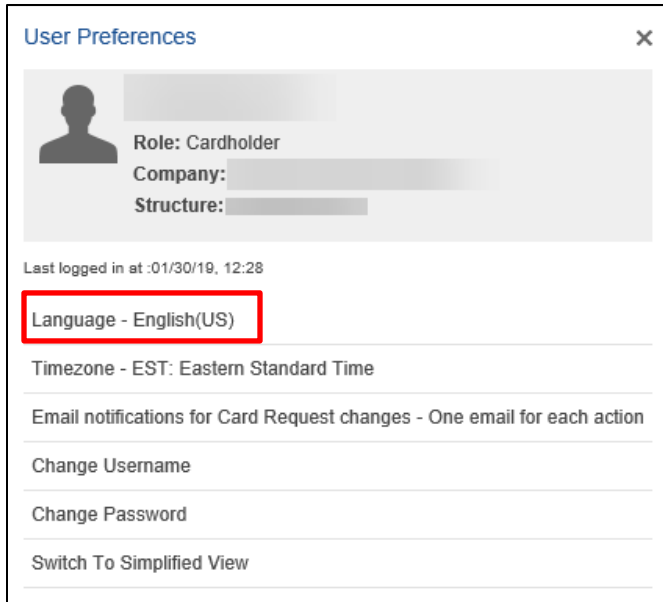 User Preferences
Role: Cardholder
Company:
Structure:
Last logged in at :01/30/19, 12:28
Language - English(US)
Timezone - EST: Eastern Standard Time
Email notifications for Card Request changes - One email for each action
Change Username
Change Password
Switch To Simplified View